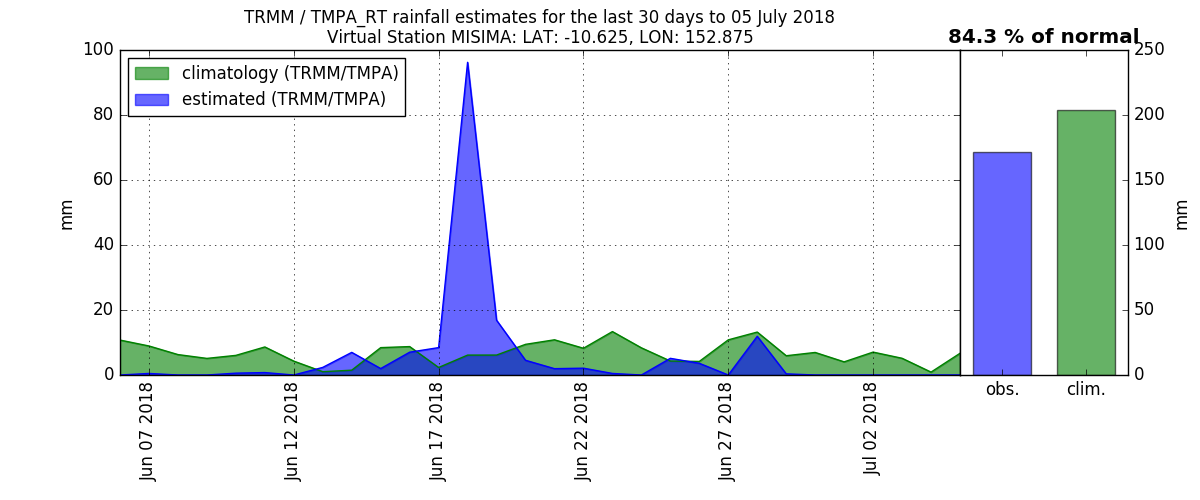 TRMM / TMPA_RT rainfall estimates for the last 30 days to 05 July 2018
Virtual Station MISIMA: LAT: -10.625, LON: 152.875
84.3 % of normal
climatology (TRMM/TMPA)
estimated (TRMM/TMPA)
100
80
60
40
20
0
mm
Jun 07 2018
Jun 12 2018
Jun 17 2018
Jun 22 2018
Jun 27 2018
Jul 02 2018
obs.
clim.
250
200
150
100
50
0
mm